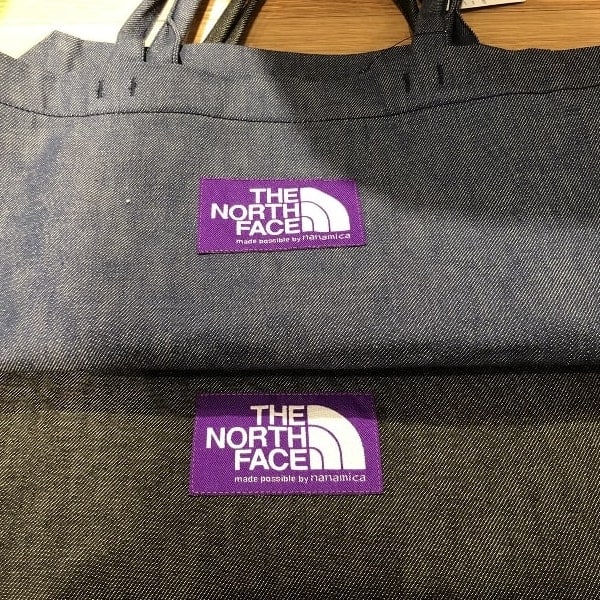 THE
NORTH
FACE
made possible by nanamica
THE
NORTH
FACE
made possible by nanamica